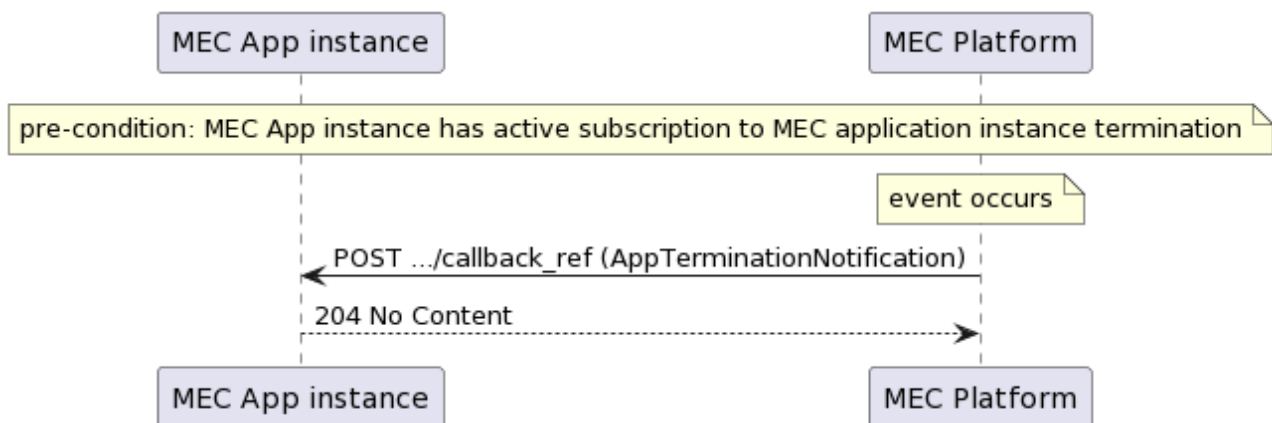 MEC App instance
MEC Platform
pre-condition: MEC App instance has active subscription to MEC application instance termination
event occurs
POST .../callback_ref (AppTerminationNotification)
204 No Content
MEC App instance
MEC Platform